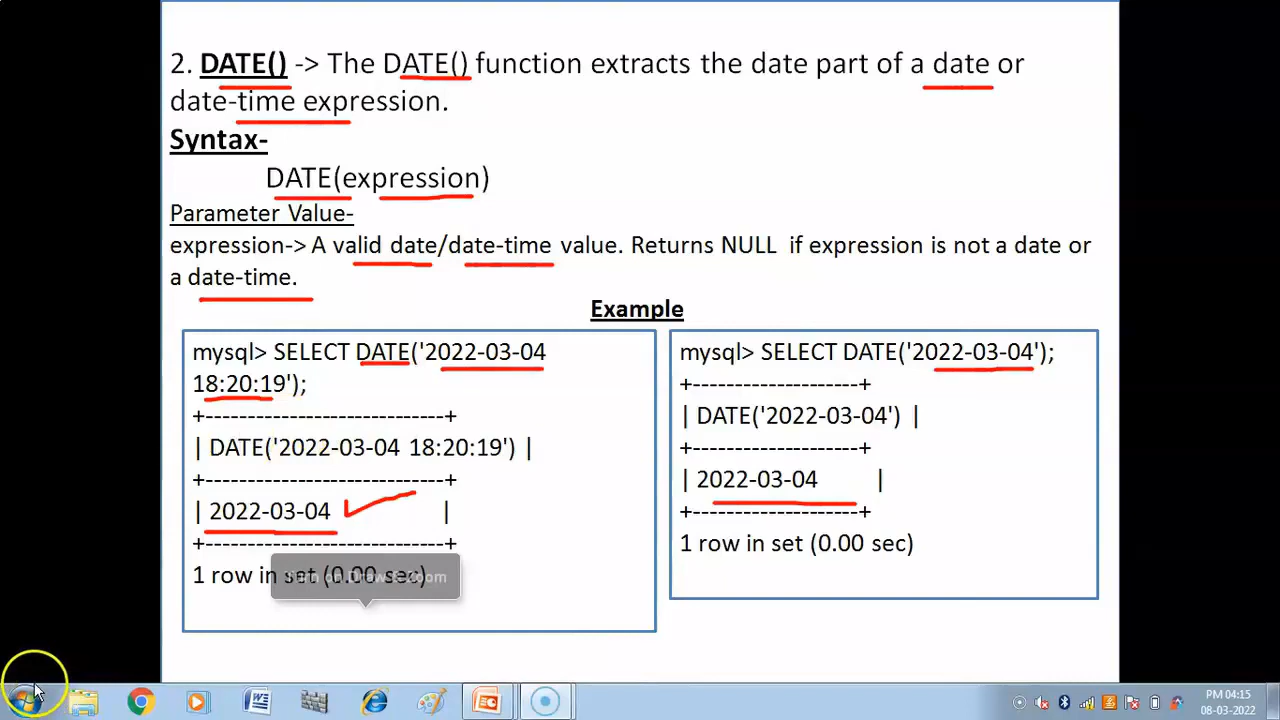 2. DATE() -> The DATE() function extracts the date part of a date or
date-time expression.
Syntax-
DATE(expression)
Parameter Value-
expression-> A valid date/date-time value. Returns NULL if expression is not a date or
a date-time.
Example
mysql> SELECT DATE('2022-03-04
18:20:19');
+----------------------------+
| DATE('2022-03-04 18:20:19') |
+----------------------------+
| 2022-03-04 |
+----------------------------+
1 row in set (0.00 sec)
Turn on Draw & Zoom
mysql> SELECT DATE('2022-03-04');
+--------------------+
| DATE('2022-03-04') |
+--------------------+
| 2022-03-04 |
+--------------------+
1 row in set (0.00 sec)
PM 04:15
08-03-2022